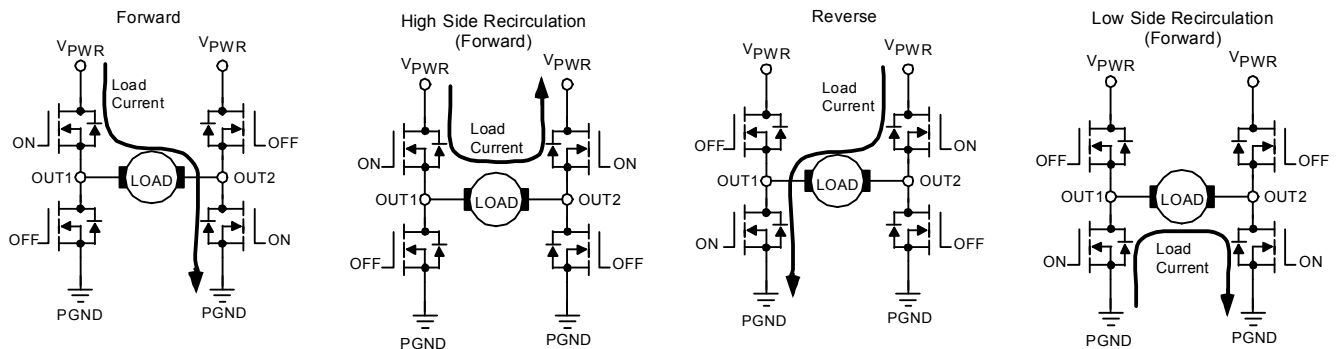 Forward
VPWR
VPWR
Load
Current
ON
OFF
OUT1
LOAD
OUT2
OFF
ON
PGND
PGND
High Side Recirculation
(Forward)
VPWR
VPWR
Load
Current
ON
ON
OUT1
LOAD
OUT2
OFF
OFF
PGND
PGND
Reverse
VPWR
VPWR
Load
Current
OFF
ON
OUT1
LOAD
OUT2
ON
OFF
PGND
PGND
Low Side Recirculation
(Forward)
VPWR
VPWR
OFF
OFF
OUT1
LOAD
OUT2
Load
Current
ON
ON
PGND
PGND